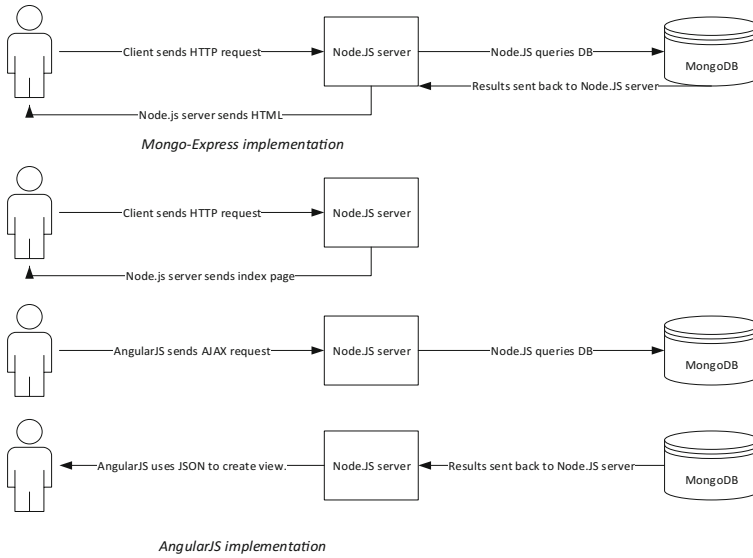 Client sends HTTP request
Node.JS server
Node.JS queries DB
MongoDB
Results sent back to Node.JS server
Node.js server sends HTML
Mongo-Express implementation
Client sends HTTP request
Node.JS server
Node.js server sends index page
AngularJS sends AJAX request
Node.JS server
Node.JS queries DB
MongoDB
AngularJS uses JSON to create view.
Node.JS server
Results sent back to Node.JS server
MongoDB
AngularJS implementation